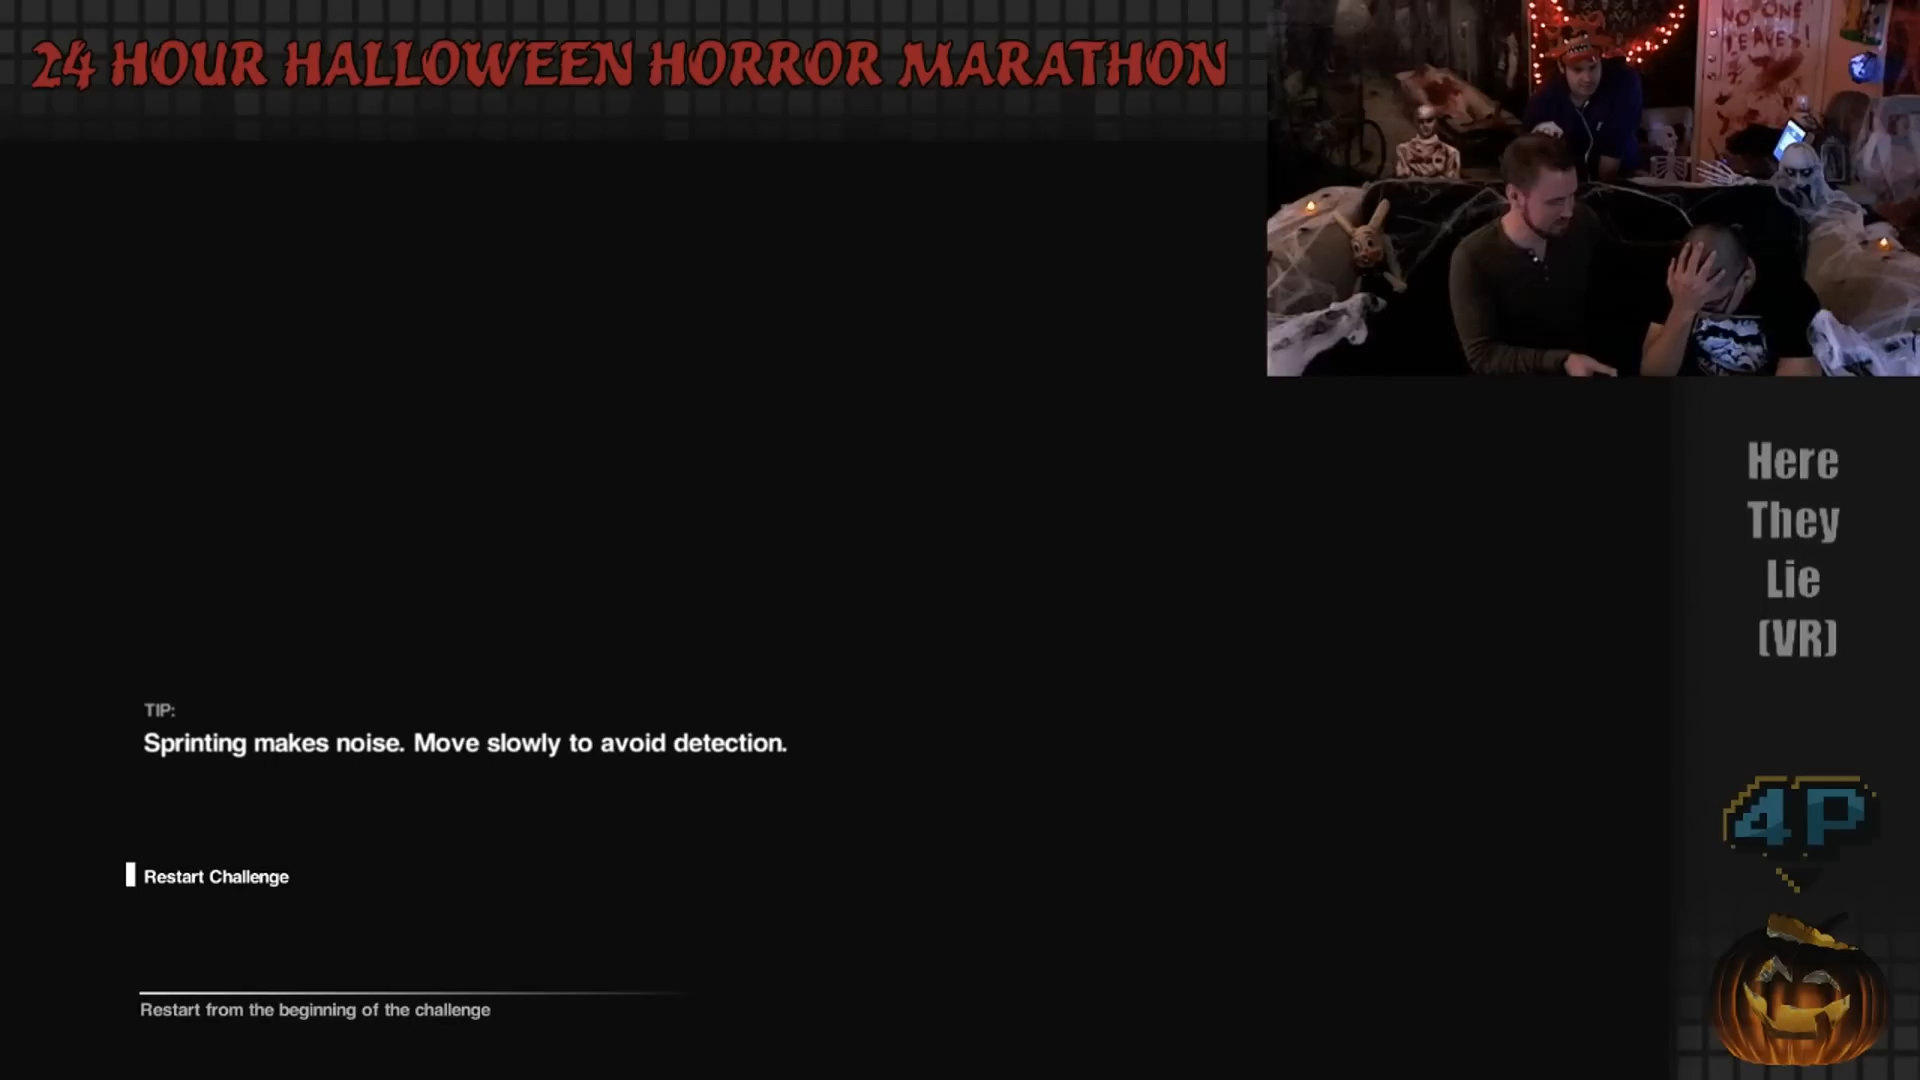 24 HOUR HALLOWEEN HORROR MARATHON
NO ONE
LEAVES!
Here
They
Lie
(VR)
TIP:
Sprinting makes noise. Move slowly to avoid detection.
4P
Restart Challenge
Restart from the beginning of the challenge